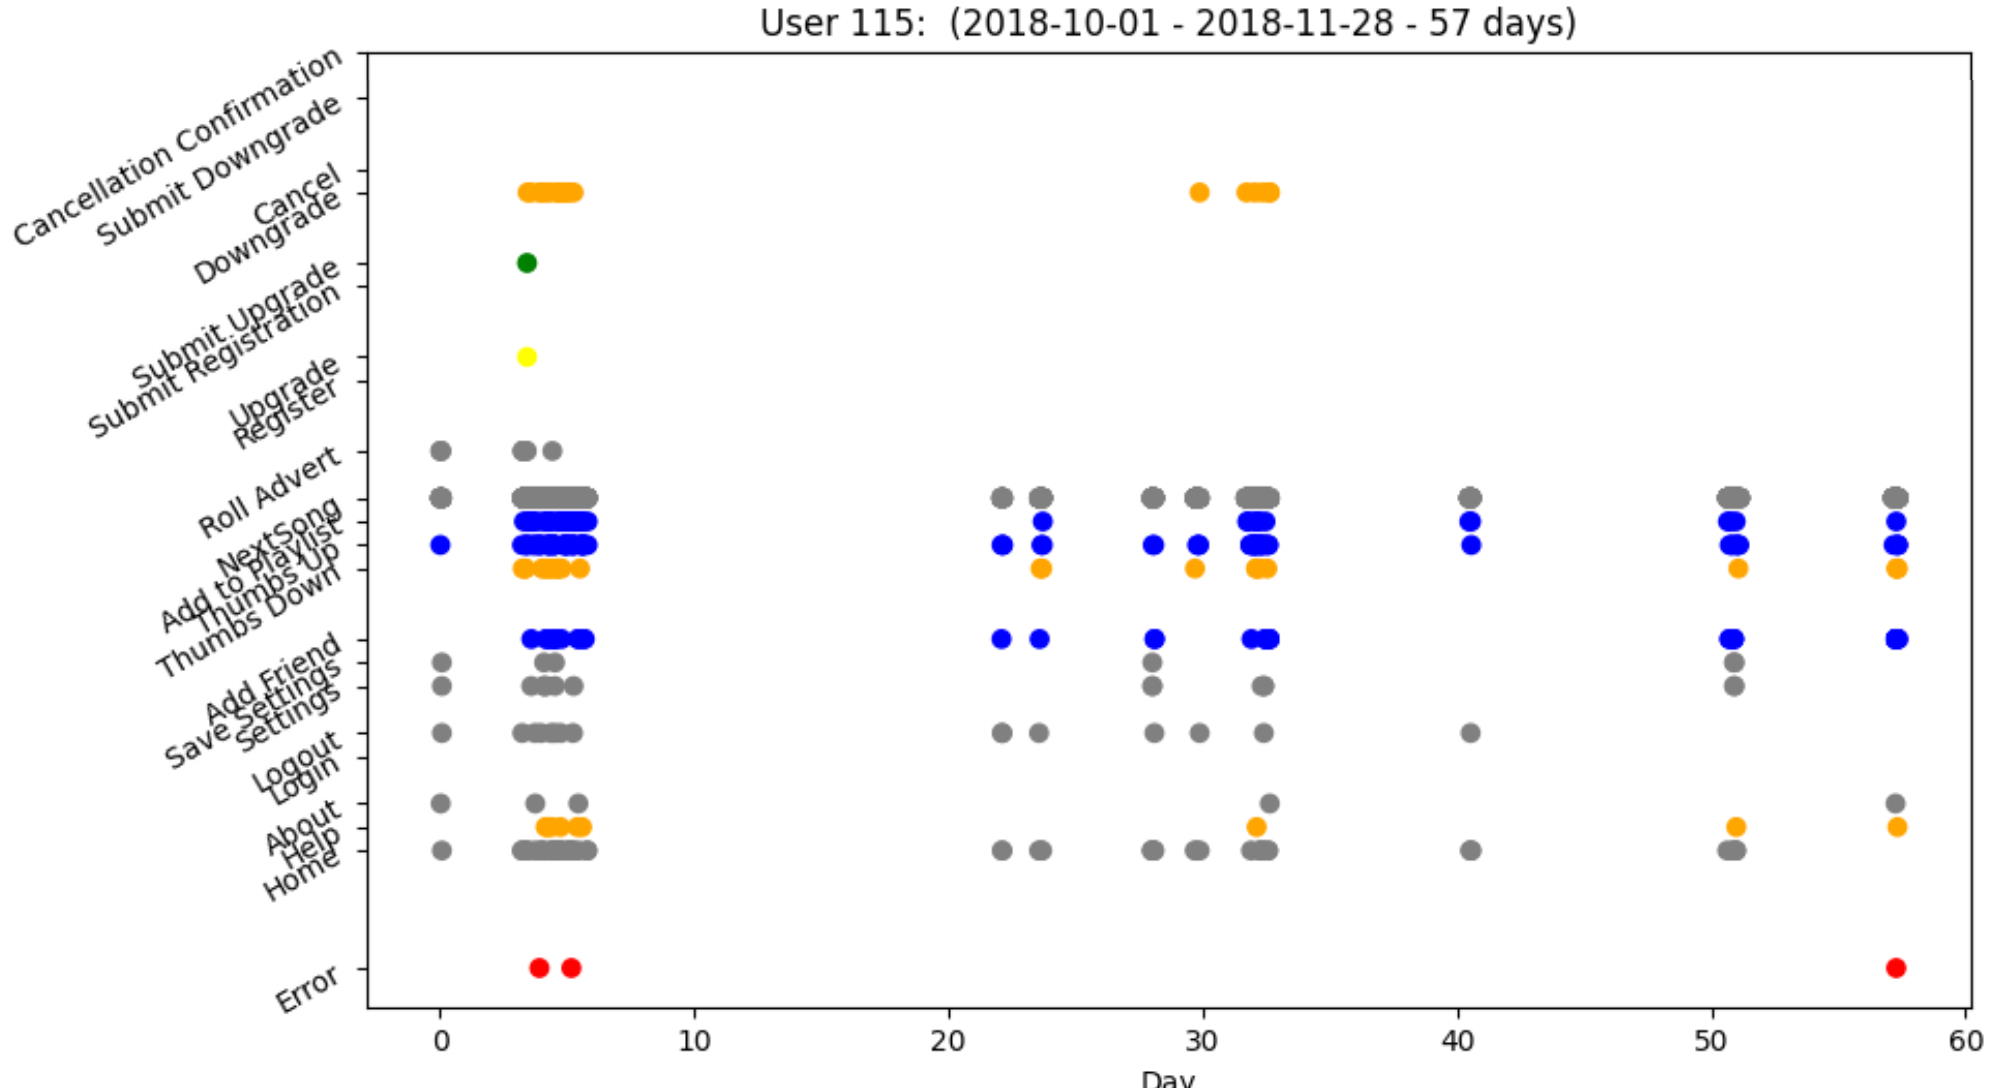 User 115:  (2018-10-01 - 2018-11-28 - 57 days)
Cancellation Confirmation
Submit Downgrade
Cancel
Downgrade
Submit Upgrade
Submit Registration
Upgrade
Register
Roll Advert
NextSong
Add to Playlist
Thumbs Up
Thumbs Down
Add Friend
Save Settings
Settings
Logout
Login
About
Help
Home
Error
0 10 20 30 40 50 60
Day